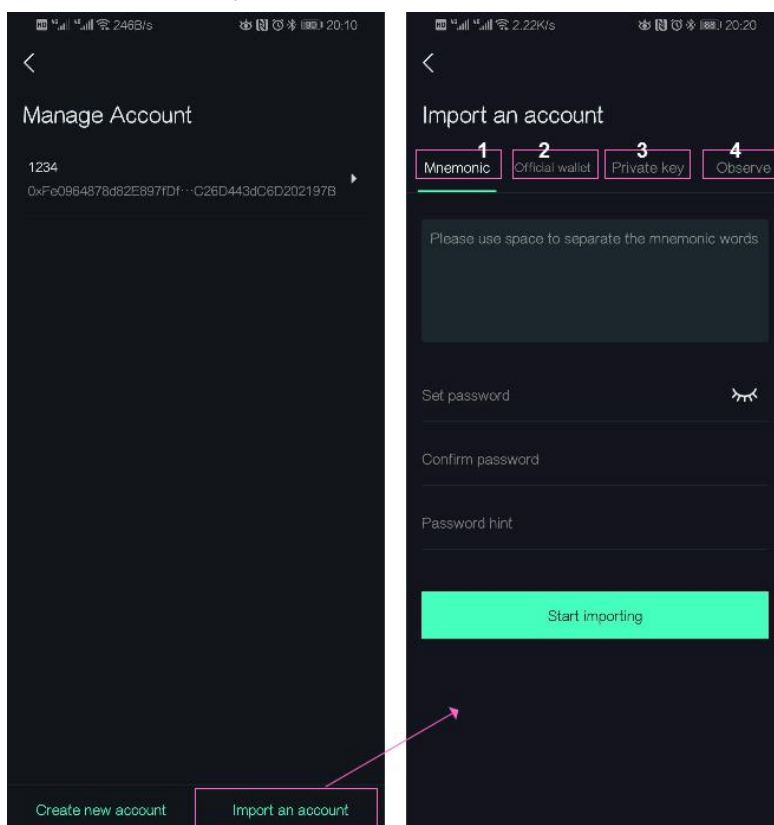 246B/s
20:10
Manage Account
1234
0xFe0964878d82E897fDf···C26D443dC6D202197B
Create new account
Import an account
2.22K/s
20:20
Import an account
1
2
3
4
Mnemonic
Official wallet
Private key
Observe
Please use space to separate the mnemonic words
Set password
Confirm password
Password hint
Start importing